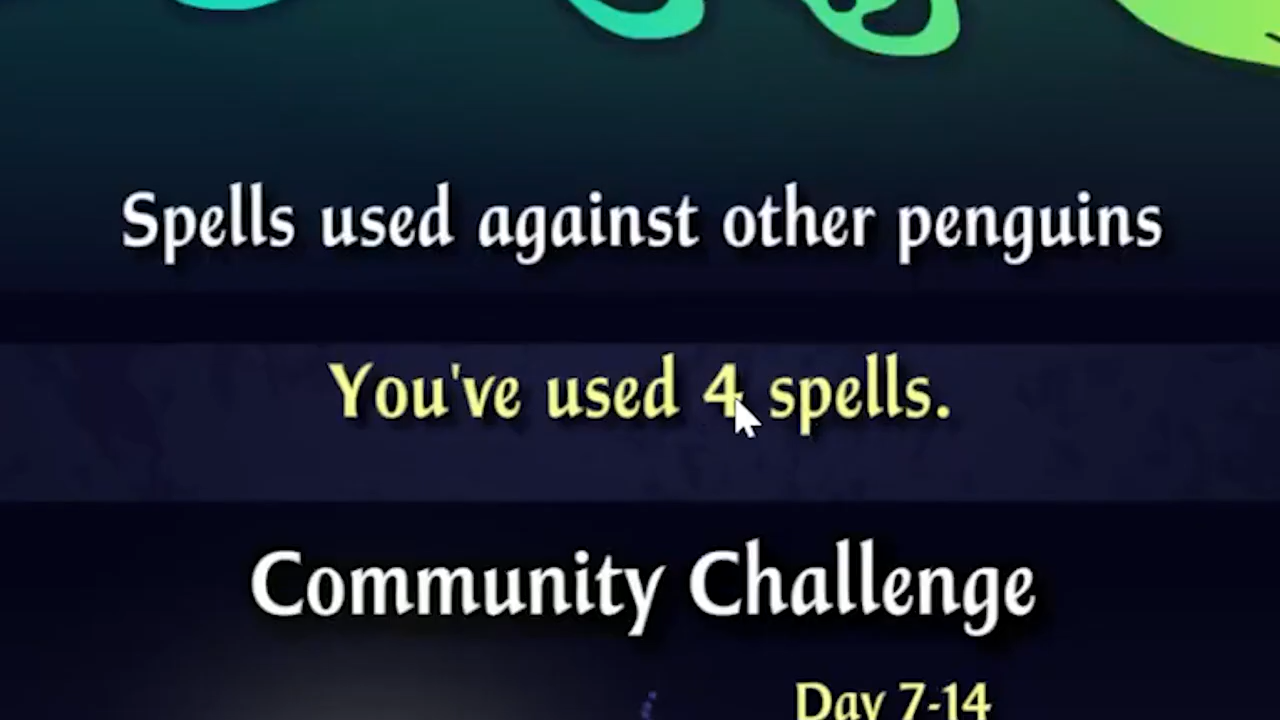 Spells used against other penguins
You've used 4 spells.
Community Challenge
Day 7-14